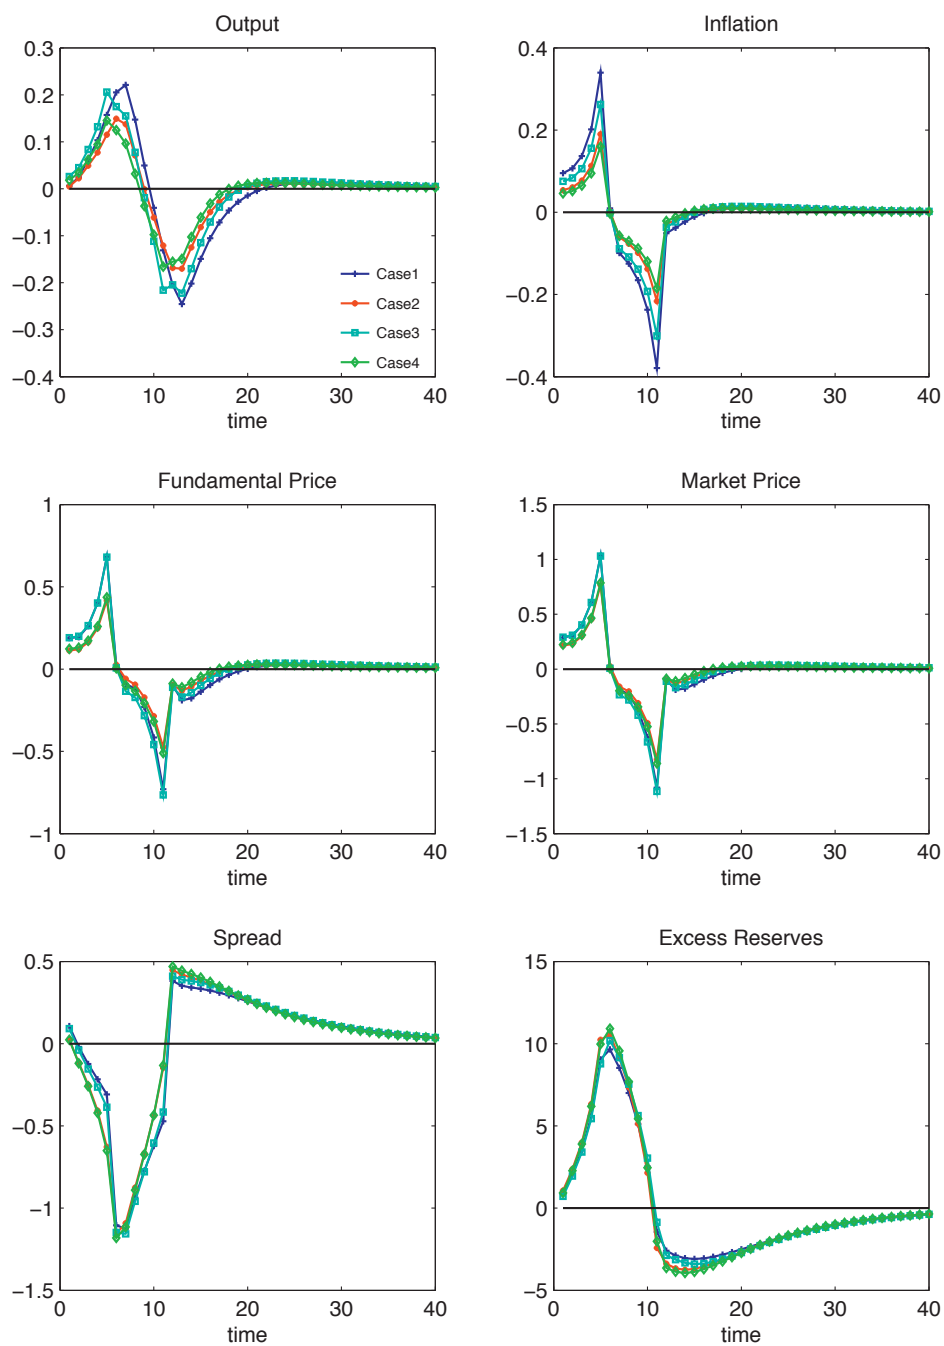 Output
0.3
0.2
0.1
0
−0.1
−0.2
−0.3
−0.4
0 10 20 30 40
time
Case1
Case2
Case3
Case4
Inflation
0.4
0.2
0
−0.2
−0.4
0 10 20 30 40
time
Fundamental Price
1
0.5
0
−0.5
−1
0 10 20 30 40
time
Market Price
1.5
1
0.5
0
−0.5
−1
−1.5
0 10 20 30 40
time
Spread
0.5
0
−0.5
−1
−1.5
0 10 20 30 40
time
Excess Reserves
15
10
5
0
−5
0 10 20 30 40
time